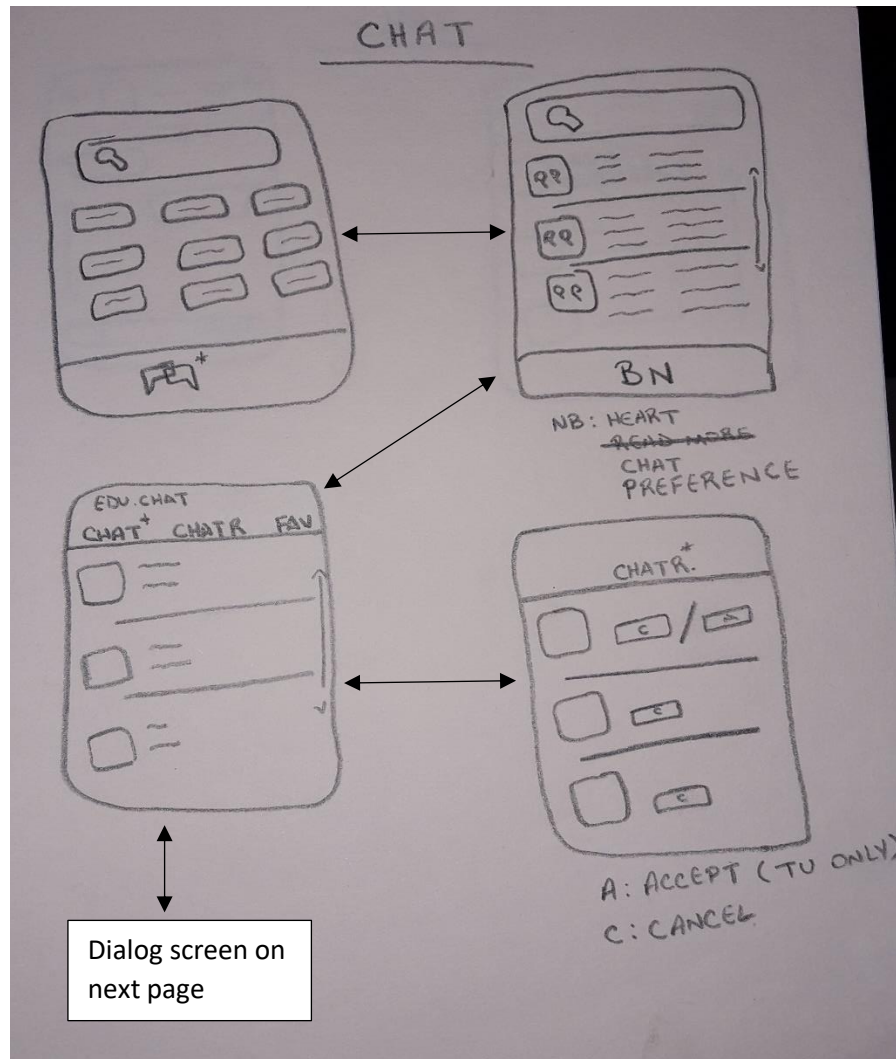 CHAT
BN
NB: HEART
READ MORE
CHAT
PREFERENCE
EDU.CHAT
CHAT* CHATR FAV
CHATR.*
C / A
C
C
A: ACCEPT (TU ONLY)
C: CANCEL
Dialog screen on
next page